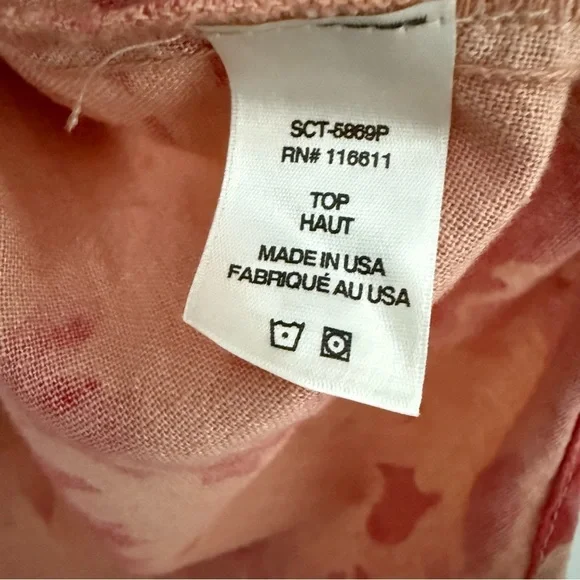 SCT-5869P
RN# 116611
TOP
HAUT
MADE IN USA
FABRIQUÉ AU USA